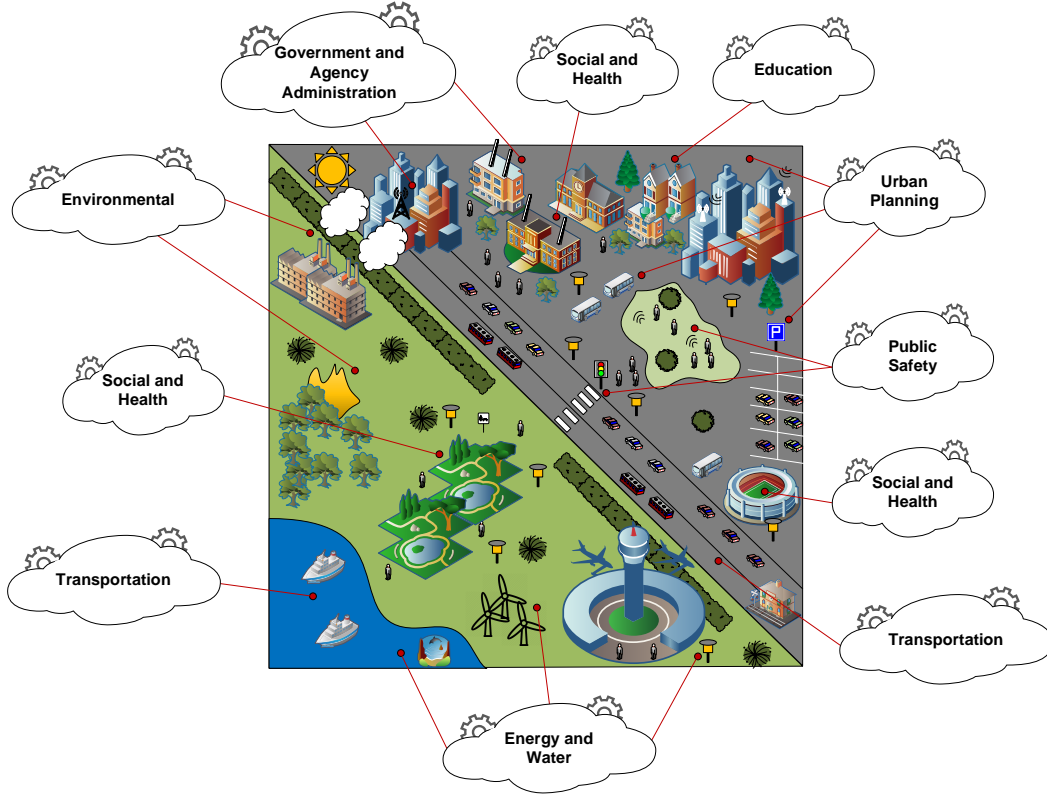 Government and
Agency
Administration
Social and
Health
Education
Environmental
Urban
Planning
P
Public
Safety
Social and
Health
Social and
Health
Transportation
Transportation
Energy and
Water